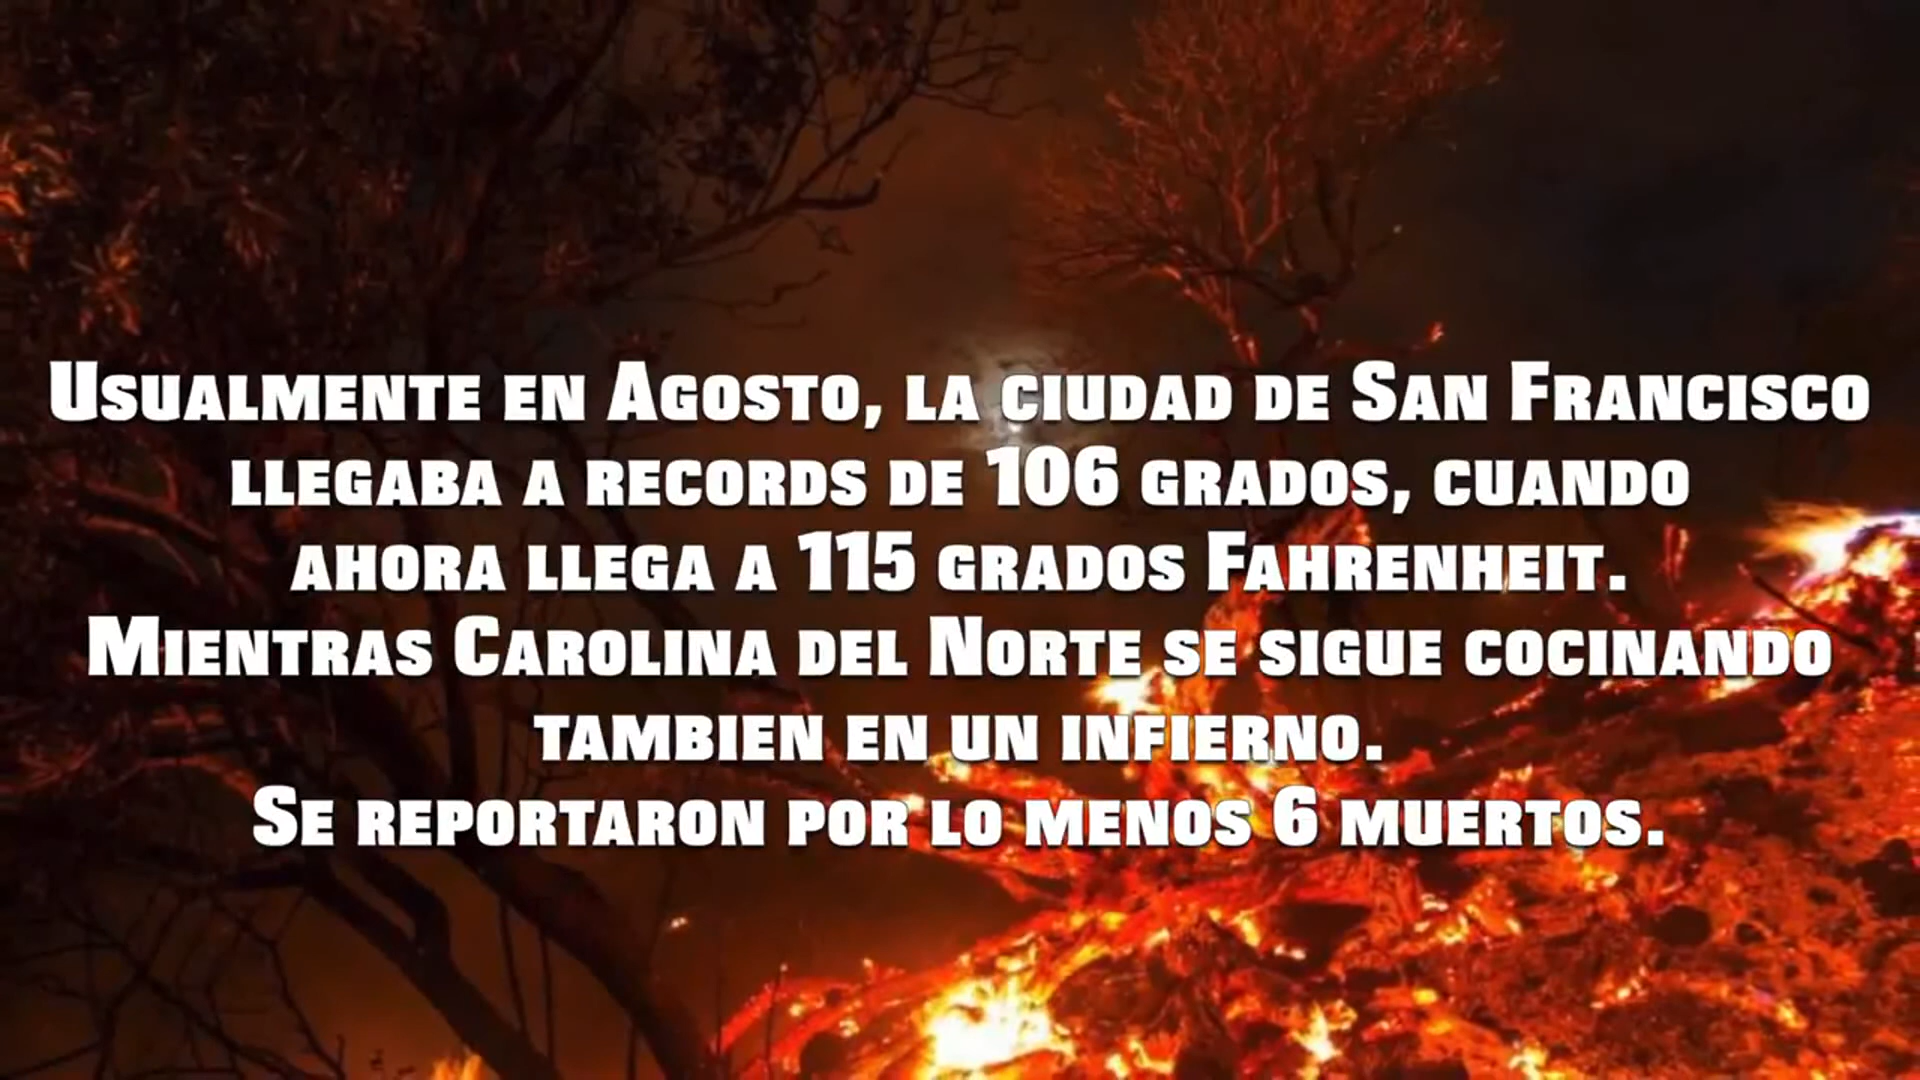 Usualmente en Agosto, la ciudad de San Francisco
llegaba a records de 106 grados, cuando
ahora llega a 115 grados Fahrenheit.
Mientras Carolina del Norte se sigue cocinando
tambien en un infierno.
Se reportaron por lo menos 6 muertos.